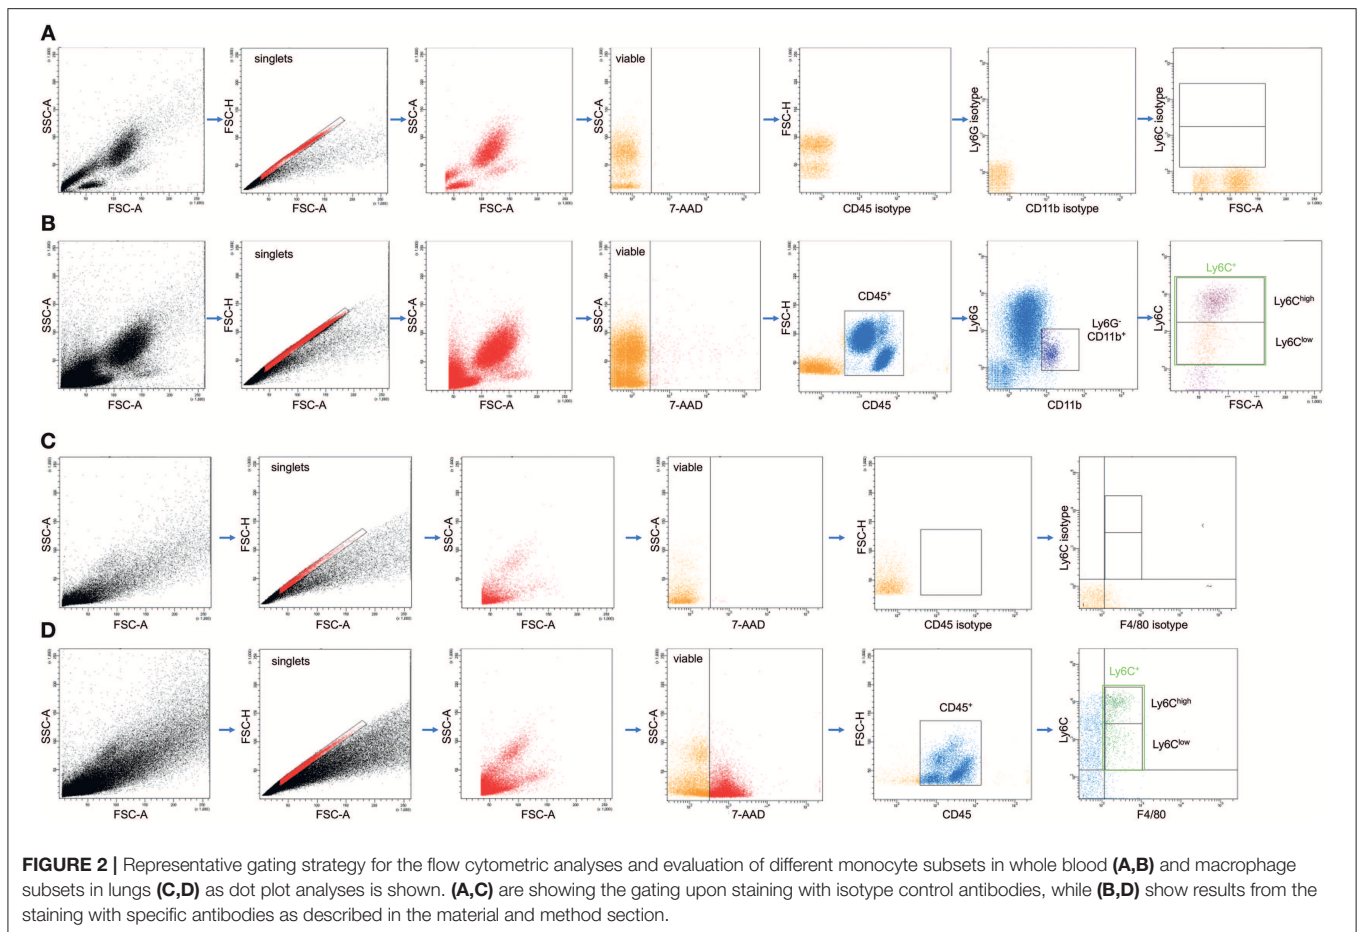 A
singlets
viable
SSC-A
FSC-H
SSC-A
SSC-A
FSC-H
Ly6G isotype
Ly6C isotype
FSC-A
FSC-A
FSC-A
7-AAD
CD45 isotype
CD11b isotype
FSC-A
B
singlets
viable
CD45⁺
Ly6G⁻
CD11b⁺
Ly6C⁺
Ly6Cʰⁱᵍʰ
Ly6Cˡᵒʷ
SSC-A
FSC-H
SSC-A
SSC-A
FSC-H
Ly6G
Ly6C
FSC-A
FSC-A
FSC-A
7-AAD
CD45
CD11b
FSC-A
C
singlets
viable
SSC-A
FSC-H
SSC-A
SSC-A
FSC-H
Ly6C isotype
FSC-A
FSC-A
FSC-A
7-AAD
CD45 isotype
F4/80 isotype
D
singlets
viable
CD45⁺
Ly6C⁺
Ly6Cʰⁱᵍʰ
Ly6Cˡᵒʷ
SSC-A
FSC-H
SSC-A
SSC-A
FSC-H
Ly6C
FSC-A
FSC-A
FSC-A
7-AAD
CD45
F4/80
FIGURE 2 | Representative gating strategy for the flow cytometric analyses and evaluation of different monocyte subsets in whole blood (A,B) and macrophage
subsets in lungs (C,D) as dot plot analyses is shown. (A,C) are showing the gating upon staining with isotype control antibodies, while (B,D) show results from the
staining with specific antibodies as described in the material and method section.